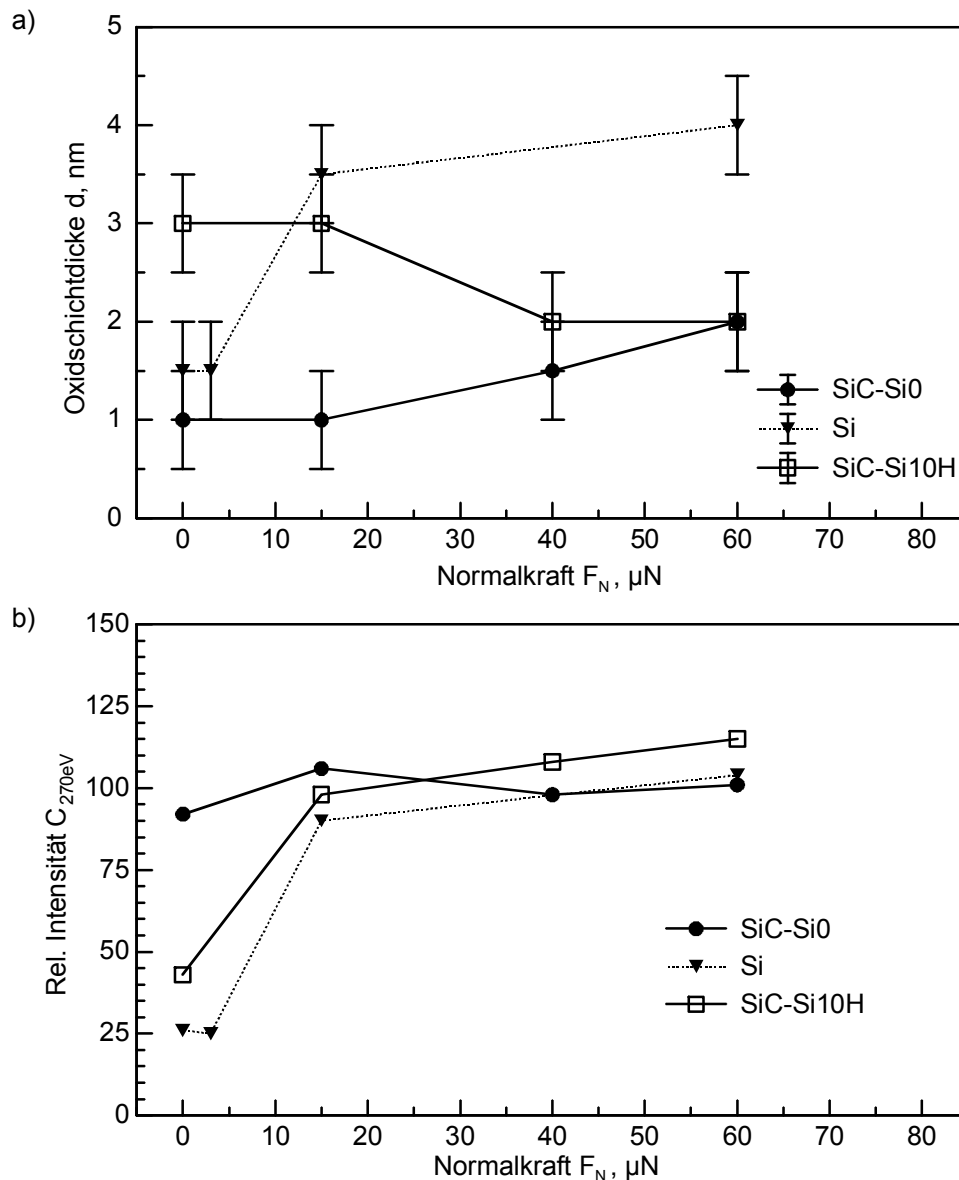 a)
5
4
3
2
1
0
Oxidschichtdicke d, nm
SiC-Si0
Si
SiC-Si10H
0 10 20 30 40 50 60 70 80
Normalkraft F_N, µN
b)
150
125
100
75
50
25
0
Rel. Intensität C_270eV
SiC-Si0
Si
SiC-Si10H
0 10 20 30 40 50 60 70 80
Normalkraft F_N, µN